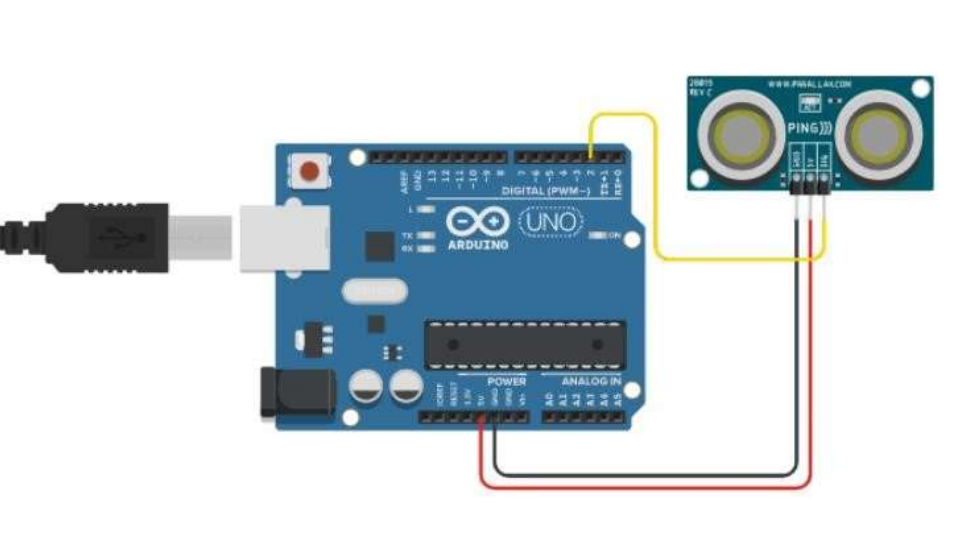 28015
REV C
WWW.PARALLAX.COM
PING)))
GND
5V
SIG
AREF
GND
13
12
~11
~10
~9
8
7
~6
~5
4
~3
2
TX→1
RX←0
DIGITAL (PWM~)
L
TX
RX
ARDUINO
UNO
ON
IOREF
RESET
3.3V
5V
GND
GND
Vin
POWER
ANALOG IN
A0
A1
A2
A3
A4
A5